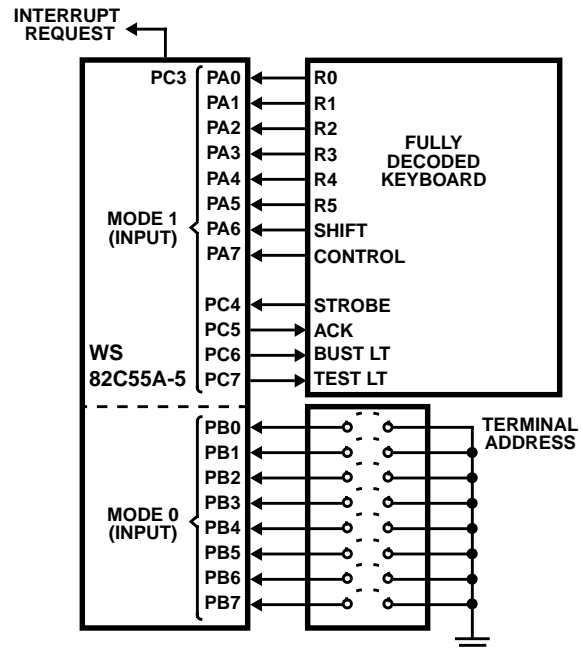 INTERRUPT
REQUEST
PC3
PA0
PA1
PA2
PA3
PA4
PA5
PA6
PA7
MODE 1
(INPUT)
PC4
PC5
PC6
PC7
WS
82C55A-5
R0
R1
R2
R3
R4
R5
SHIFT
CONTROL
STROBE
ACK
BUST LT
TEST LT
FULLY
DECODED
KEYBOARD
PB0
PB1
PB2
PB3
PB4
PB5
PB6
PB7
MODE 0
(INPUT)
TERMINAL
ADDRESS